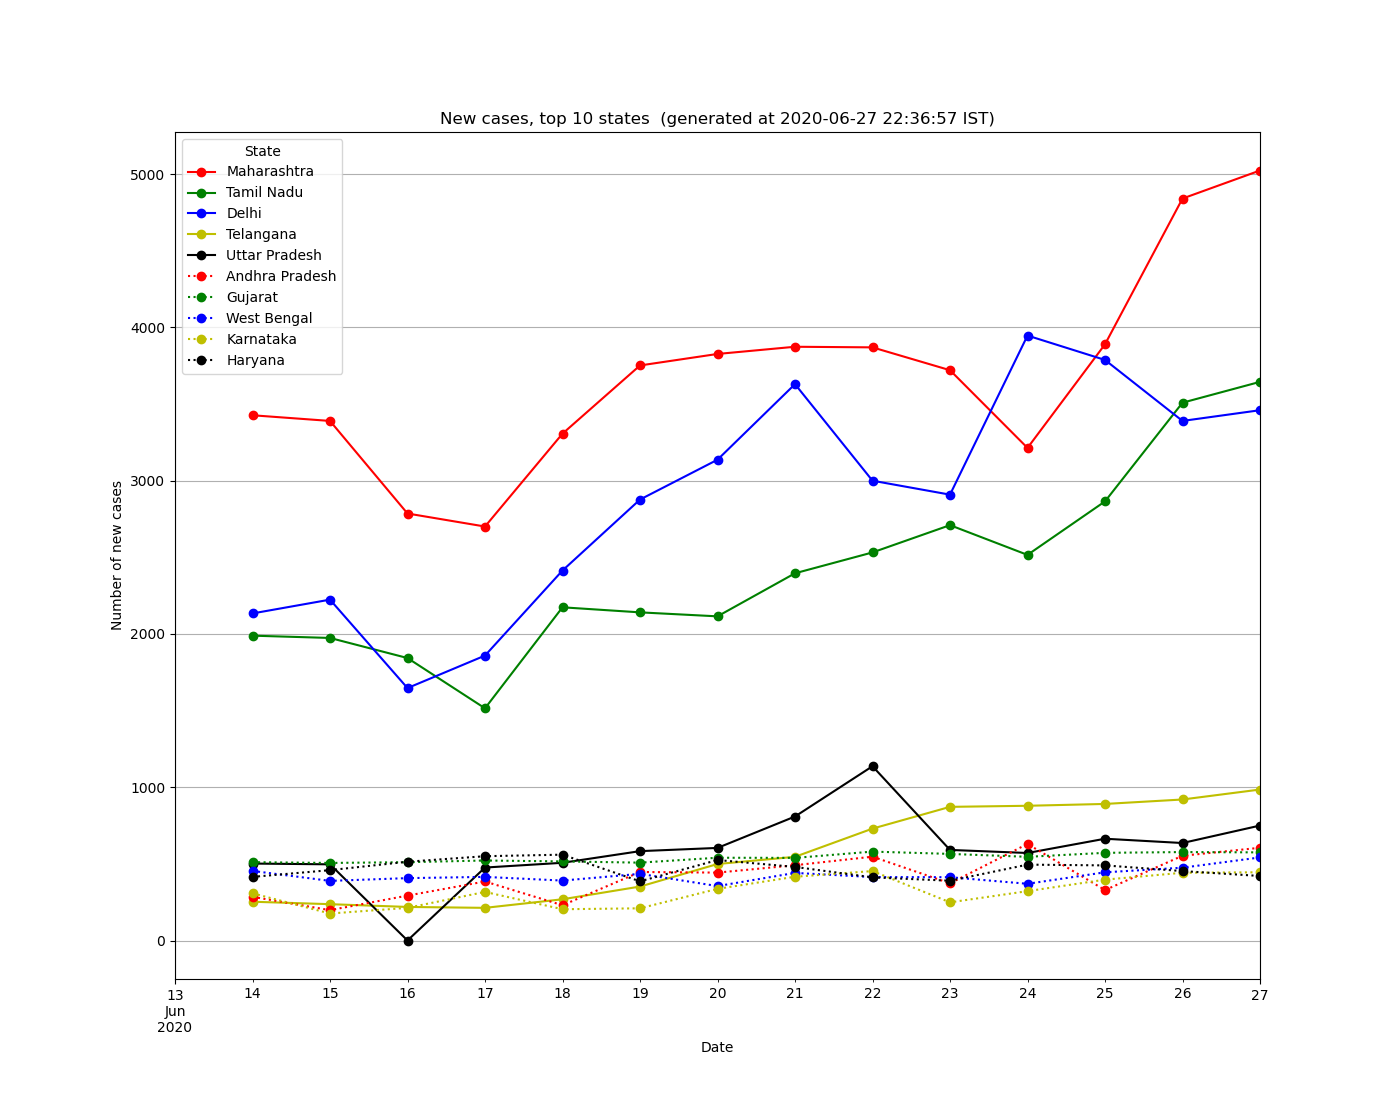 New cases, top 10 states  (generated at 2020-06-27 22:36:57 IST)
State
Maharashtra
Tamil Nadu
Delhi
Telangana
Uttar Pradesh
Andhra Pradesh
Gujarat
West Bengal
Karnataka
Haryana
Number of new cases
5000
4000
3000
2000
1000
0
13 14 15 16 17 18 19 20 21 22 23 24 25 26 27
Jun
2020
Date